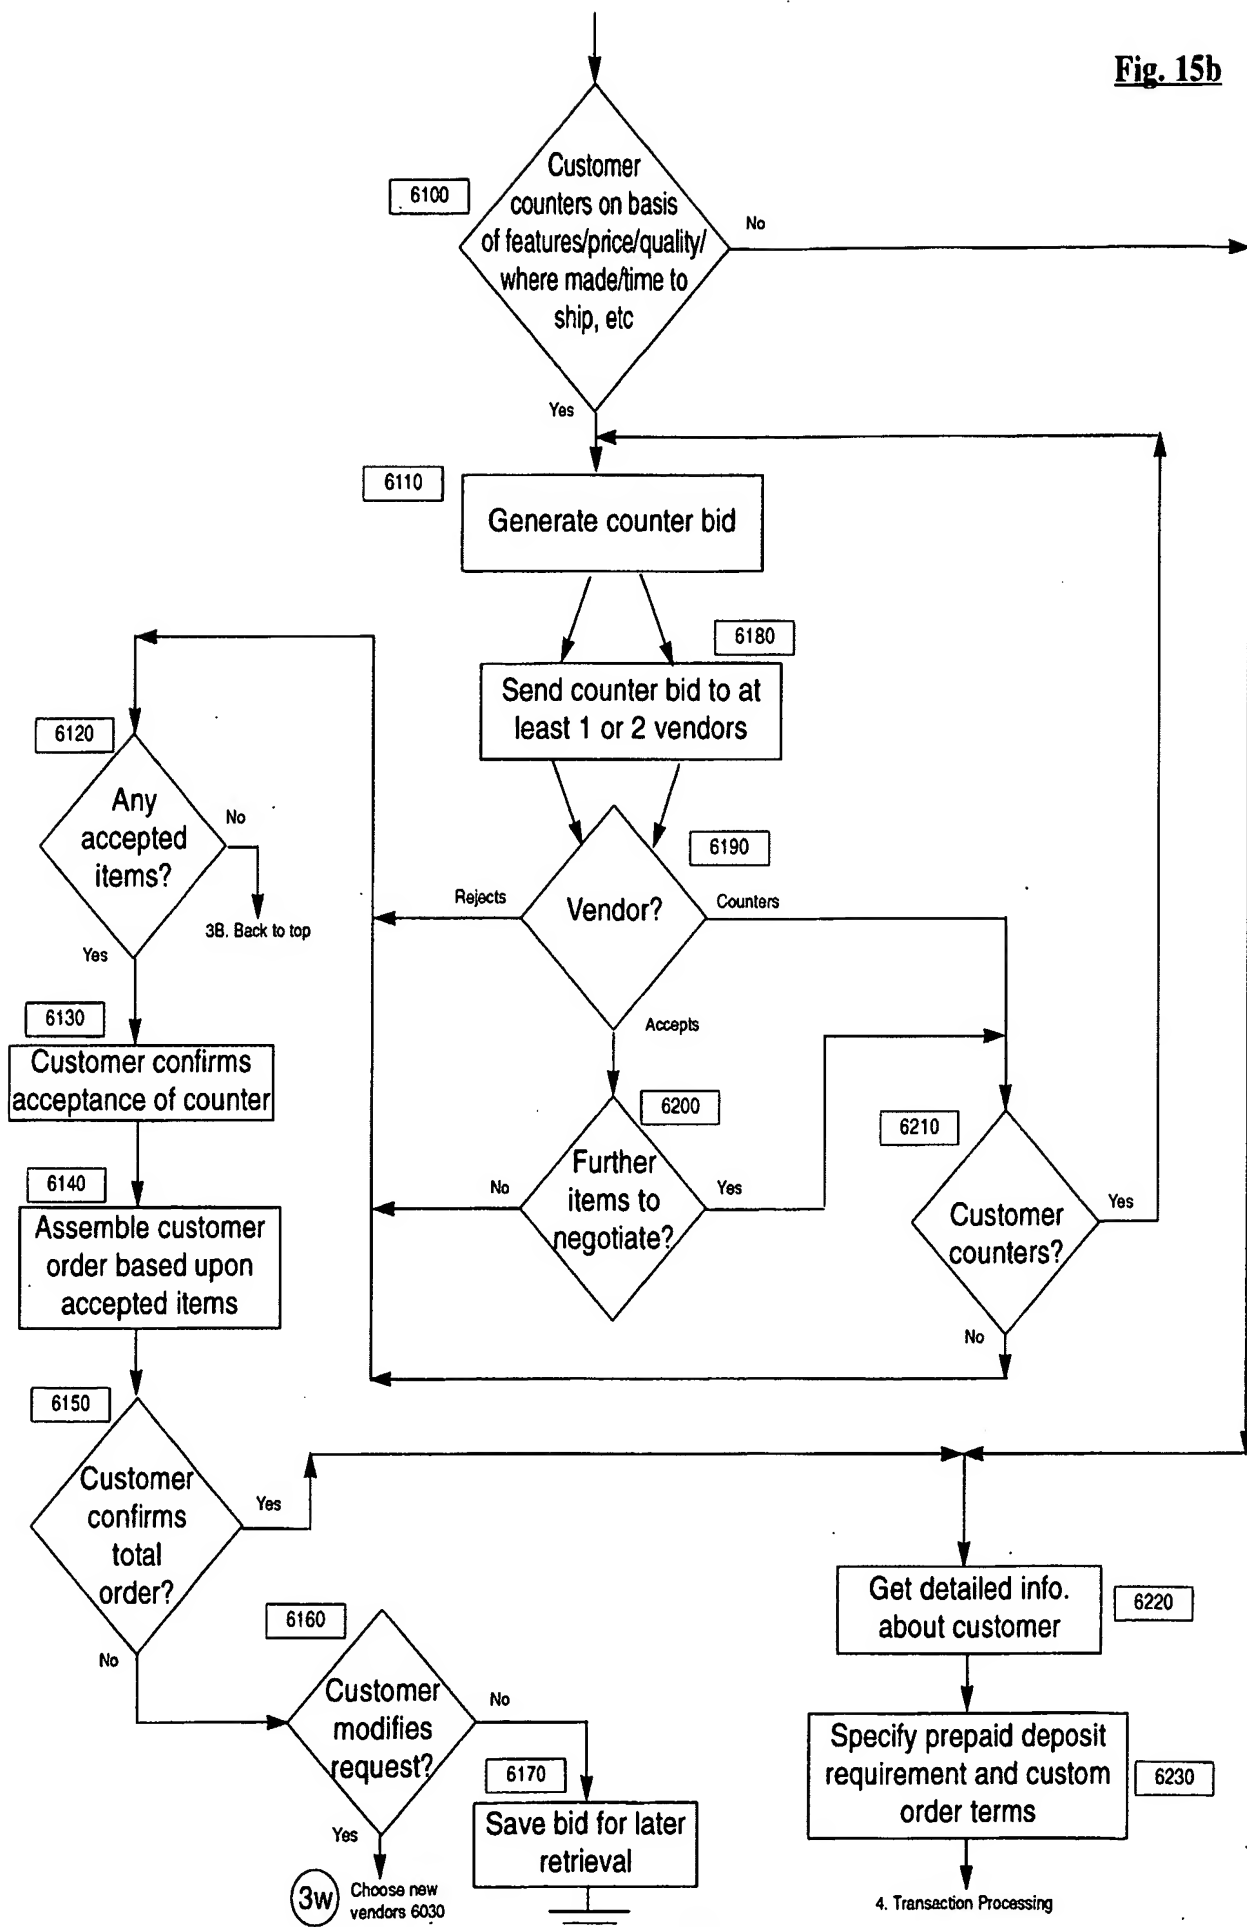 Fig. 15b
6100
Customer
counters on basis
of features/price/quality/
where made/time to
ship, etc
No
Yes
6110
Generate counter bid
6180
Send counter bid to at
least 1 or 2 vendors
6120
Any
accepted
items?
No
3B. Back to top
Yes
6190
Vendor?
Rejects
Counters
Accepts
6130
Customer confirms
acceptance of counter
6200
Further
items to
negotiate?
No
Yes
6210
Customer
counters?
Yes
No
6140
Assemble customer
order based upon
accepted items
6150
Customer
confirms
total
order?
Yes
No
6160
Customer
modifies
request?
No
Yes
3w
Choose new
vendors 6030
6170
Save bid for later
retrieval
Get detailed info.
about customer
6220
Specify prepaid deposit
requirement and custom
order terms
6230
4. Transaction Processing